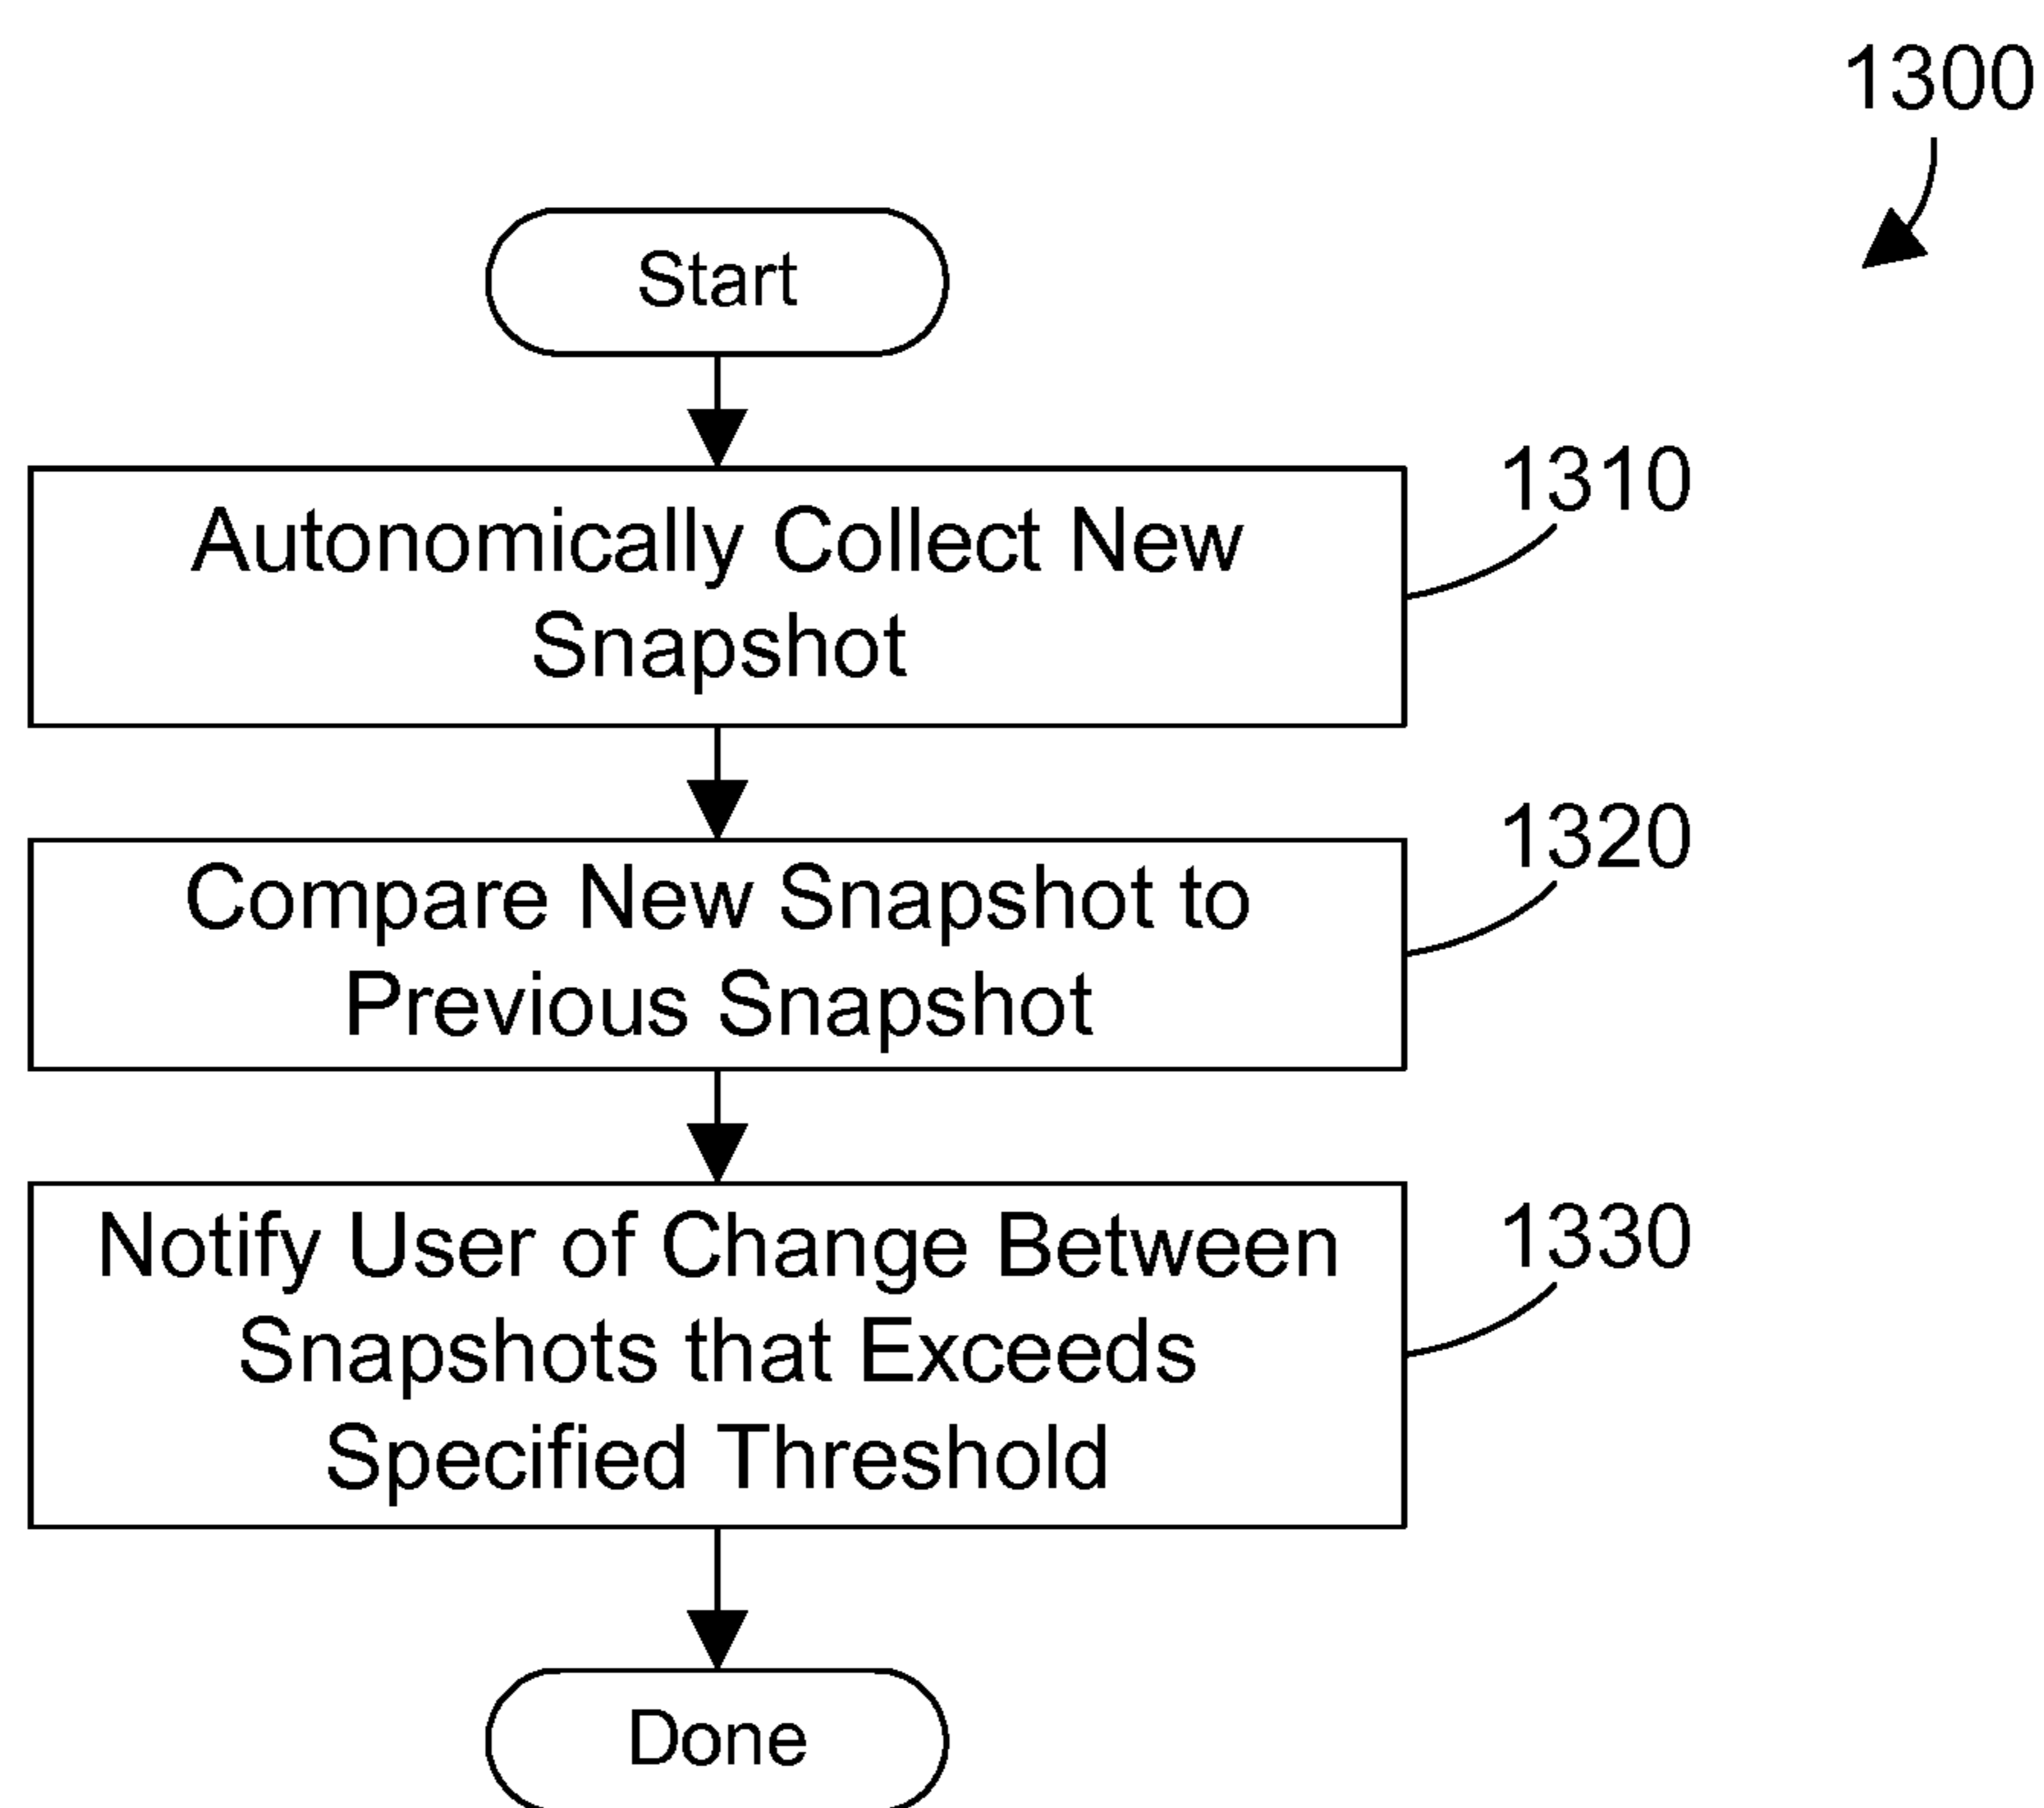 1300
Start
Autonomically Collect New
Snapshot
1310
Compare New Snapshot to
Previous Snapshot
1320
Notify User of Change Between
Snapshots that Exceeds
Specified Threshold
1330
Done